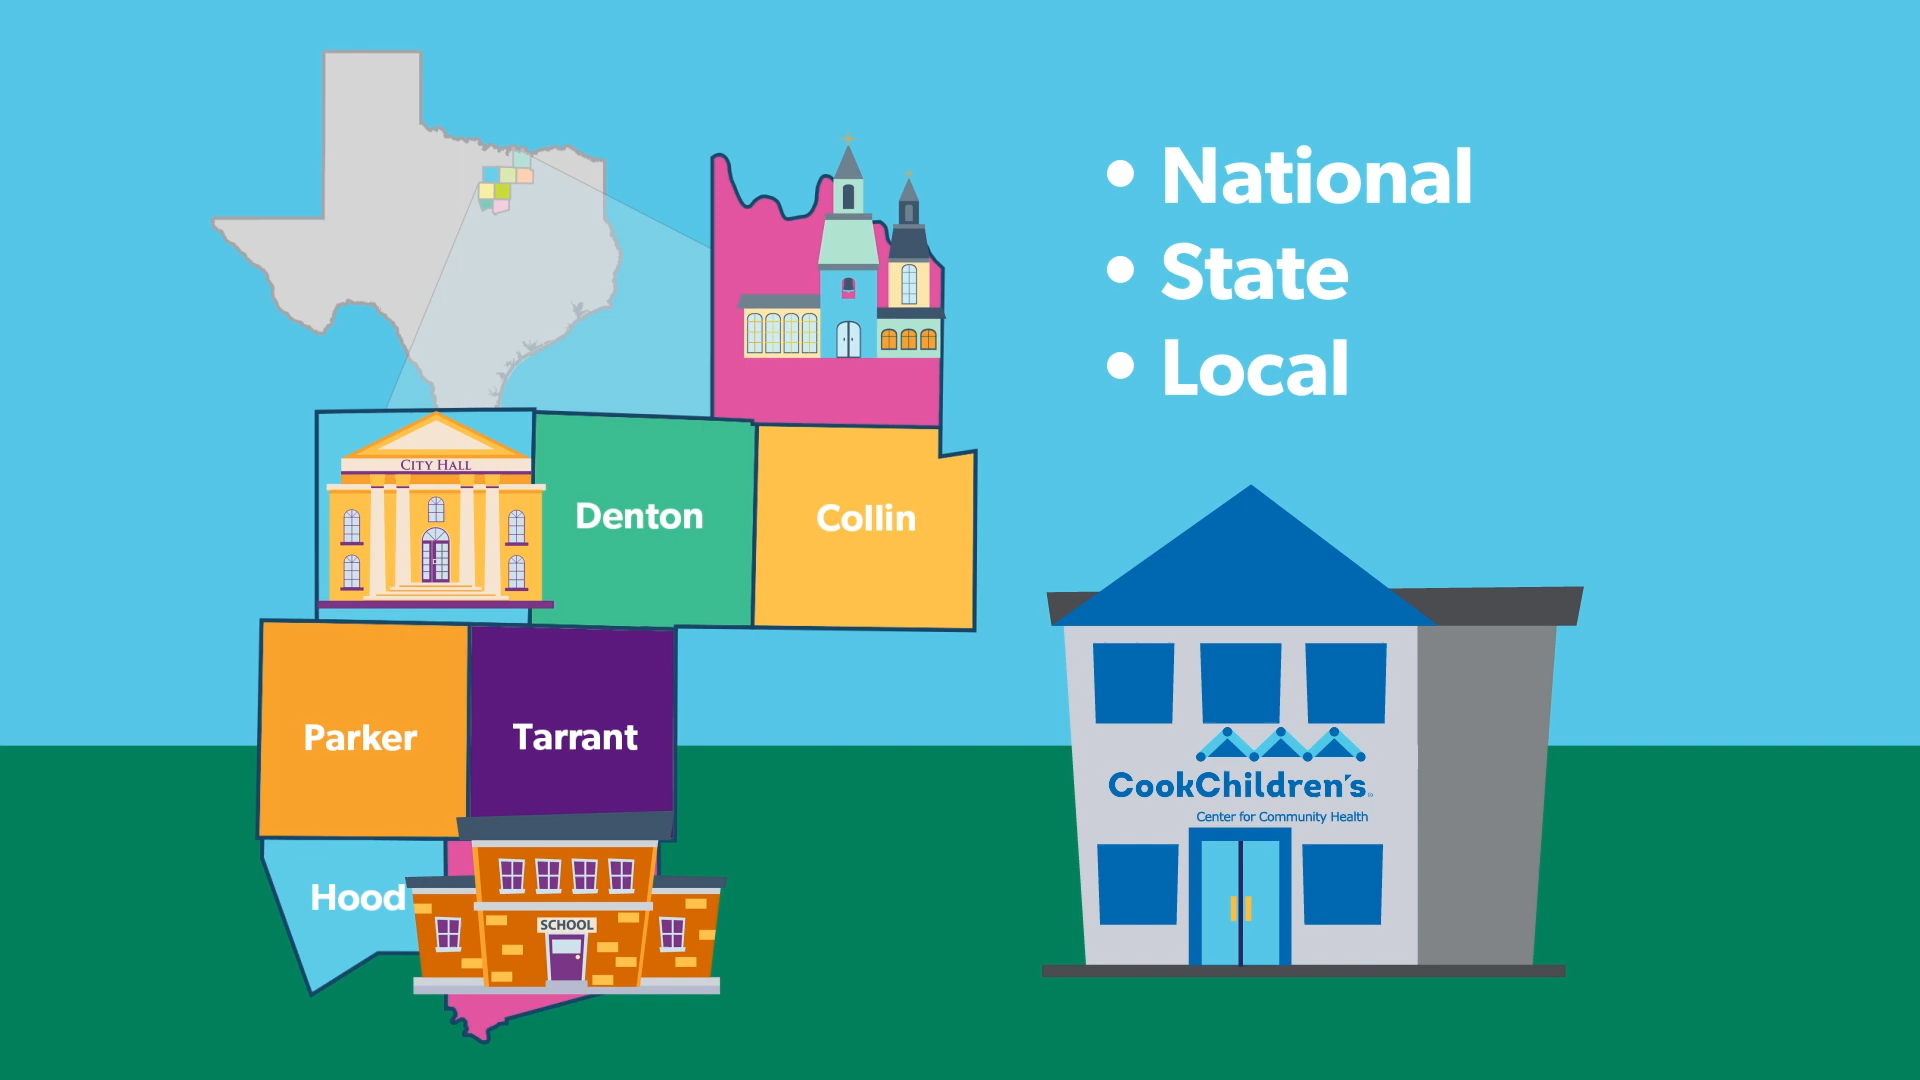 • National
• State
• Local
CITY HALL
Denton
Collin
Parker
Tarrant
Hood
SCHOOL
CookChildren's
Center for Community Health